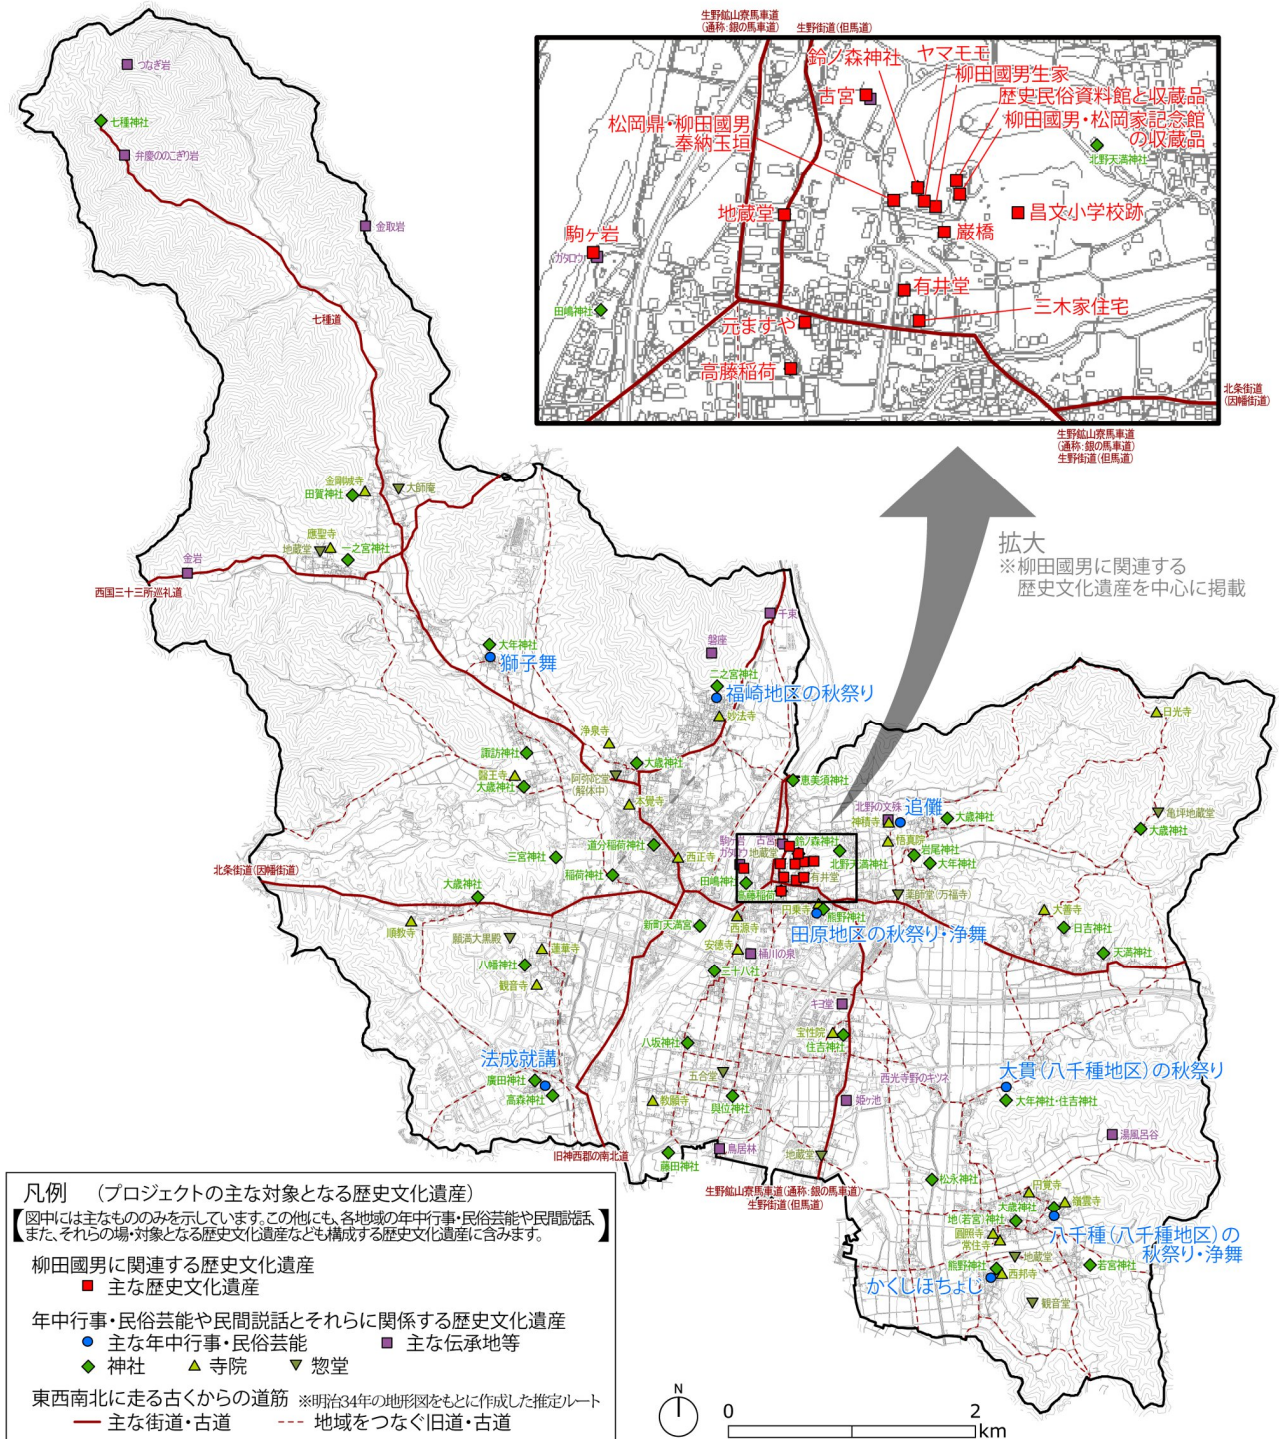 生野鉱山寮馬車道
(通称:銀の馬車道)
生野街道(但馬道)
鈴ノ森神社
ヤマモモ
柳田國男生家
古宮
歴史民俗資料館と収蔵品
松岡鼎・柳田國男
奉納玉垣
柳田國男・松岡家記念館
の収蔵品
北野天満神社
地蔵堂
昌文小学校跡
巌橋
駒ヶ岩
ガタロウ
有井堂
田嶋神社
三木家住宅
元ますや
高藤稲荷
北条街道
(因幡街道)
生野鉱山寮馬車道
(通称:銀の馬車道)
生野街道(但馬道)
拡大
※柳田國男に関連する
歴史文化遺産を中心に掲載
つなぎ岩
七種神社
弁慶ののこぎり岩
金取岩
七種道
金剛城寺
田賀神社
大師庵
應聖寺
地蔵堂
一之宮神社
金岩
西国三十三所巡礼道
千束
大年神社
獅子舞
磐座
二之宮神社
福崎地区の秋祭り
妙法寺
日光寺
浄泉寺
諏訪神社
大歳神社
醫王寺
大歳神社
阿弥陀堂
(解体中)
恵美須神社
本覺寺
北野の文殊
追儺
神積寺
大歳神社
亀坪地蔵堂
大歳神社
悟真院
道分稲荷神社
駒ヶ岩
古宮
鈴ノ森神社
ガタロウ
地蔵堂
三宮神社
西正寺
北野天満神社
岩尾神社
大年神社
北条街道(因幡街道)
稲荷神社
田嶋神社
有井堂
大歳神社
高藤稲荷
薬師堂(万福寺)
円東寺
熊野神社
大善寺
順教寺
新町天満宮
西源寺
田原地区の秋祭り・浄舞
日吉神社
願満大黒殿
蓮華寺
安徳寺
桶川の泉
天満神社
八幡神社
三十八社
観音寺
キヨ堂
宝性院
住吉神社
法成就講
八坂神社
廣田神社
五合堂
西光寺野のキツネ
大貫(八千種地区)の秋祭り
高森神社
教願寺
與位神社
姫ヶ池
大年神社・住吉神社
湯風呂谷
旧神西郡の南北道
藤田神社
鳥居林
地蔵堂
生野鉱山寮馬車道(通称:銀の馬車道)
生野街道(但馬道)
松永神社
円覚寺
大歳神社
嶺雲寺
地(若宮)神社
圓照寺
常住寺
八千種(八千種地区)の
秋祭り・浄舞
地蔵堂
熊野神社
西邦寺
若宮神社
かくしほちょじ
観音堂
凡例 (プロジェクトの主な対象となる歴史文化遺産)
【図中には主なもののみを示しています。この他にも、各地域の年中行事・民俗芸能や民間説話、
また、それらの場・対象となる歴史文化遺産なども構成する歴史文化遺産に含みます。】
柳田國男に関連する歴史文化遺産
主な歴史文化遺産
年中行事・民俗芸能や民間説話とそれらに関係する歴史文化遺産
主な年中行事・民俗芸能 主な伝承地等
神社 寺院 惣堂
東西南北に走る古くからの道筋 ※明治34年の地形図をもとに作成した推定ルート
主な街道・古道 地域をつなぐ旧道・古道
N
0 2
km